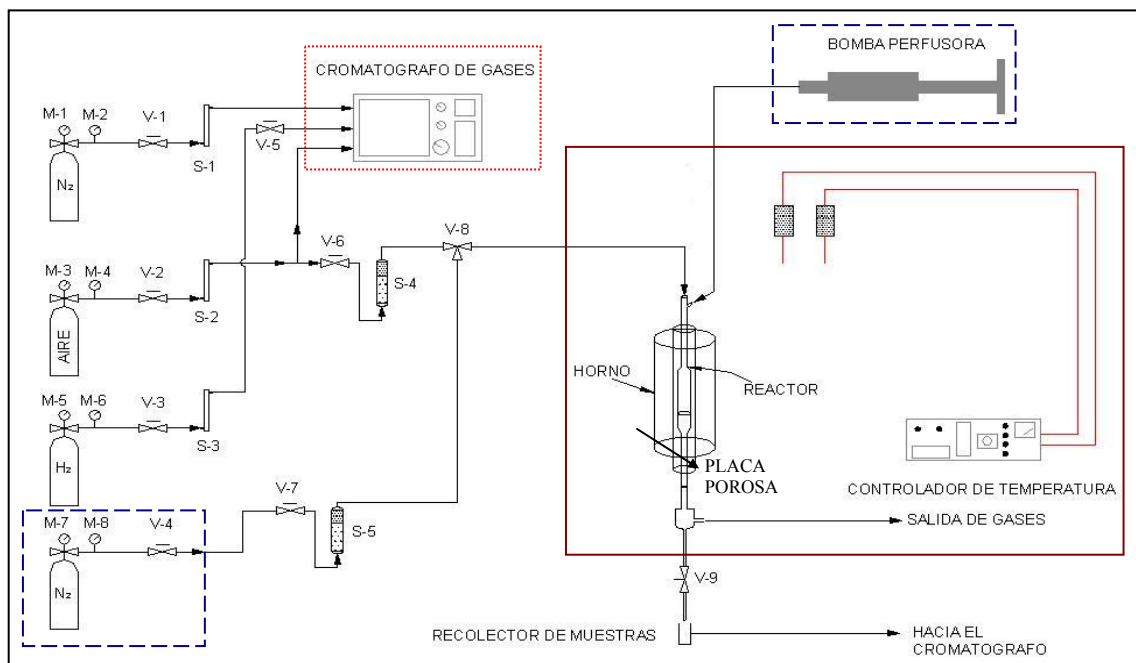 BOMBA PERFUSORA
CROMATOGRAFO DE GASES
M-1
M-2
V-1
S-1
V-5
N₂
M-3
M-4
V-2
S-2
V-6
S-4
V-8
AIRE
M-5
M-6
V-3
S-3
H₂
HORNO
REACTOR
PLACA
POROSA
CONTROLADOR DE TEMPERATURA
SALIDA DE GASES
M-7
M-8
V-4
V-7
S-5
N₂
V-9
RECOLECTOR DE MUESTRAS
HACIA EL
CROMATOGRAFO